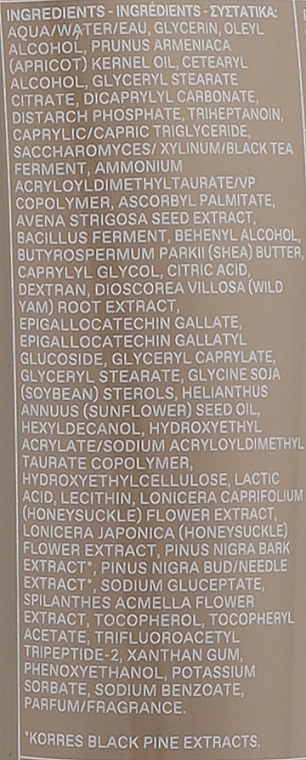 INGREDIENTS - INGRÉDIENTS - ΣΥΣΤΑΤΙΚΑ:
AQUA/WATER/EAU, GLYCERIN, OLEYL
ALCOHOL, PRUNUS ARMENIACA
(APRICOT) KERNEL OIL, CETEARYL
ALCOHOL, GLYCERYL STEARATE
CITRATE, DICAPRYLYL CARBONATE,
DISTARCH PHOSPHATE, TRIHEPTANOIN,
CAPRYLIC/CAPRIC TRIGLYCERIDE,
SACCHAROMYCES/ XYLINUM/BLACK TEA
FERMENT, AMMONIUM
ACRYLOYLDIMETHYLTAURATE/VP
COPOLYMER, ASCORBYL PALMITATE,
AVENA STRIGOSA SEED EXTRACT,
BACILLUS FERMENT, BEHENYL ALCOHOL,
BUTYROSPERMUM PARKII (SHEA) BUTTER,
CAPRYLYL GLYCOL, CITRIC ACID,
DEXTRAN, DIOSCOREA VILLOSA (WILD
YAM) ROOT EXTRACT,
EPIGALLOCATECHIN GALLATE,
EPIGALLOCATECHIN GALLATYL
GLUCOSIDE, GLYCERYL CAPRYLATE,
GLYCERYL STEARATE, GLYCINE SOJA
(SOYBEAN) STEROLS, HELIANTHUS
ANNUUS (SUNFLOWER) SEED OIL,
HEXYLDECANOL, HYDROXYETHYL
ACRYLATE/SODIUM ACRYLOYLDIMETHYL
TAURATE COPOLYMER,
HYDROXYETHYLCELLULOSE, LACTIC
ACID, LECITHIN, LONICERA CAPRIFOLIUM
(HONEYSUCKLE) FLOWER EXTRACT,
LONICERA JAPONICA (HONEYSUCKLE)
FLOWER EXTRACT, PINUS NIGRA BARK
EXTRACT*, PINUS NIGRA BUD/NEEDLE
EXTRACT*, SODIUM GLUCEPTATE,
SPILANTHES ACMELLA FLOWER
EXTRACT, TOCOPHEROL, TOCOPHERYL
ACETATE, TRIFLUOROACETYL
TRIPEPTIDE-2, XANTHAN GUM,
PHENOXYETHANOL, POTASSIUM
SORBATE, SODIUM BENZOATE,
PARFUM/FRAGRANCE.
*KORRES BLACK PINE EXTRACTS.